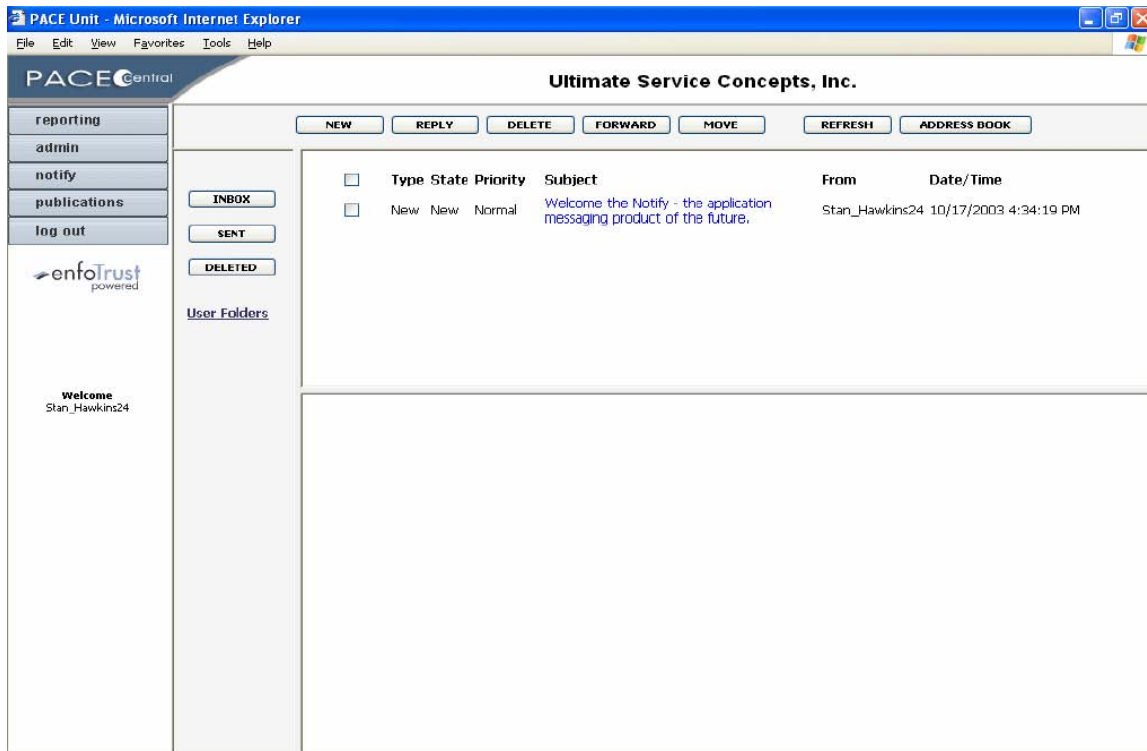 PACE Unit - Microsoft Internet Explorer
File Edit View Favorites Tools Help
PACE Central
Ultimate Service Concepts, Inc.
reporting
admin
notify
publications
log out
enfoTrust
powered
Welcome
Stan_Hawkins24
NEW REPLY DELETE FORWARD MOVE REFRESH ADDRESS BOOK
INBOX
SENT
DELETED
User Folders
Type State Priority Subject From Date/Time
New New Normal Welcome the Notify - the application Stan_Hawkins24 10/17/2003 4:34:19 PM
messaging product of the future.